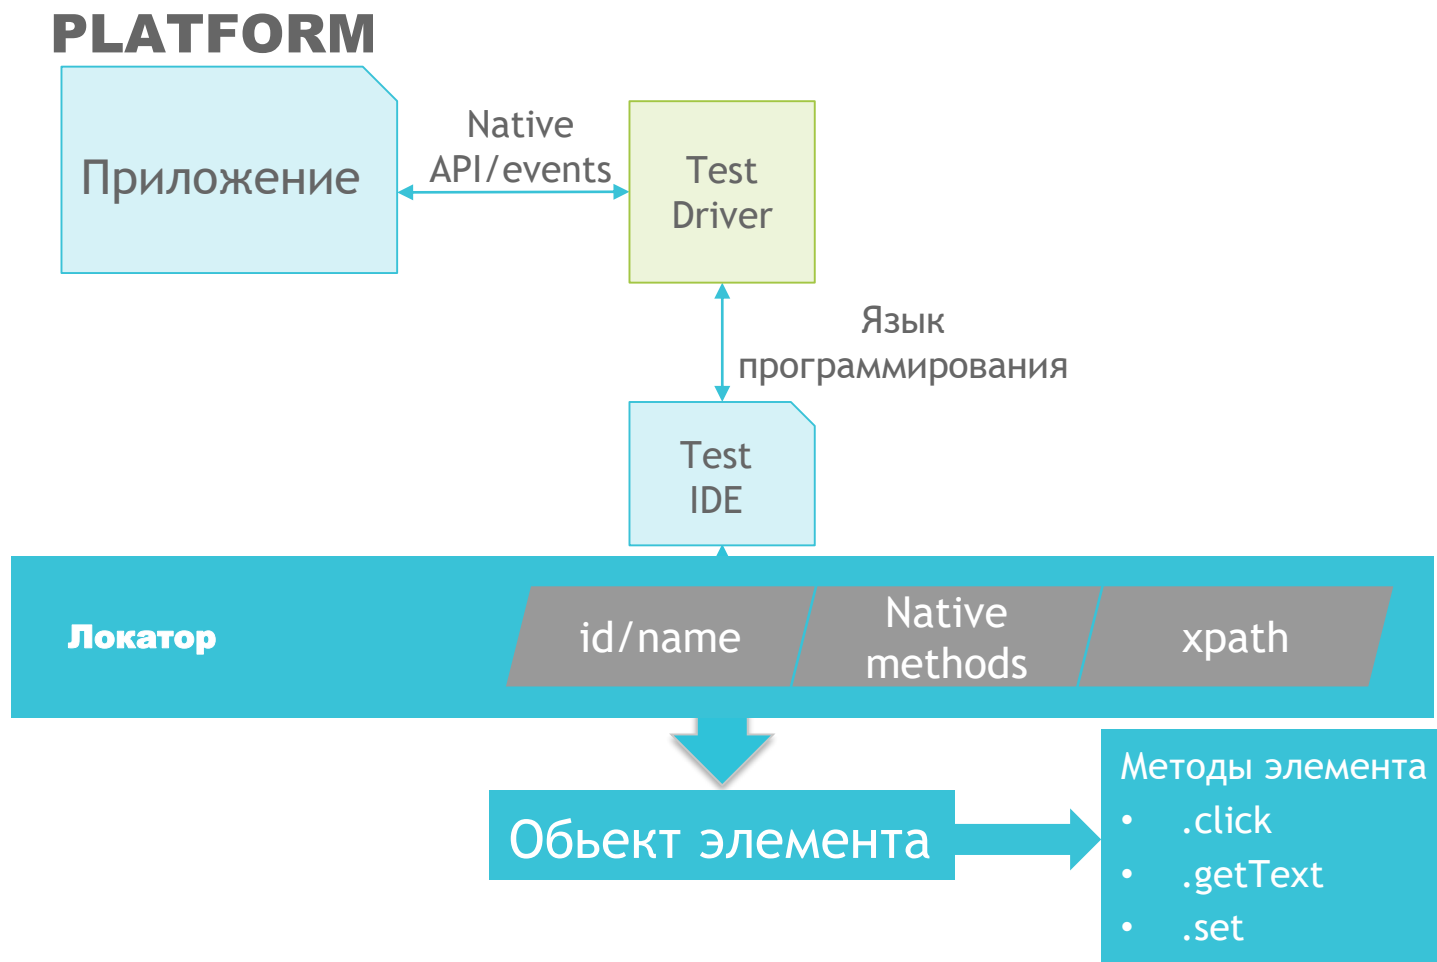 PLATFORM
Приложение
Native
API/events
Test
Driver
Язык
программирования
Test
IDE
Локатор
id/name
Native
methods
xpath
Обьект элемента
Методы элемента
• .click
• .getText
• .set